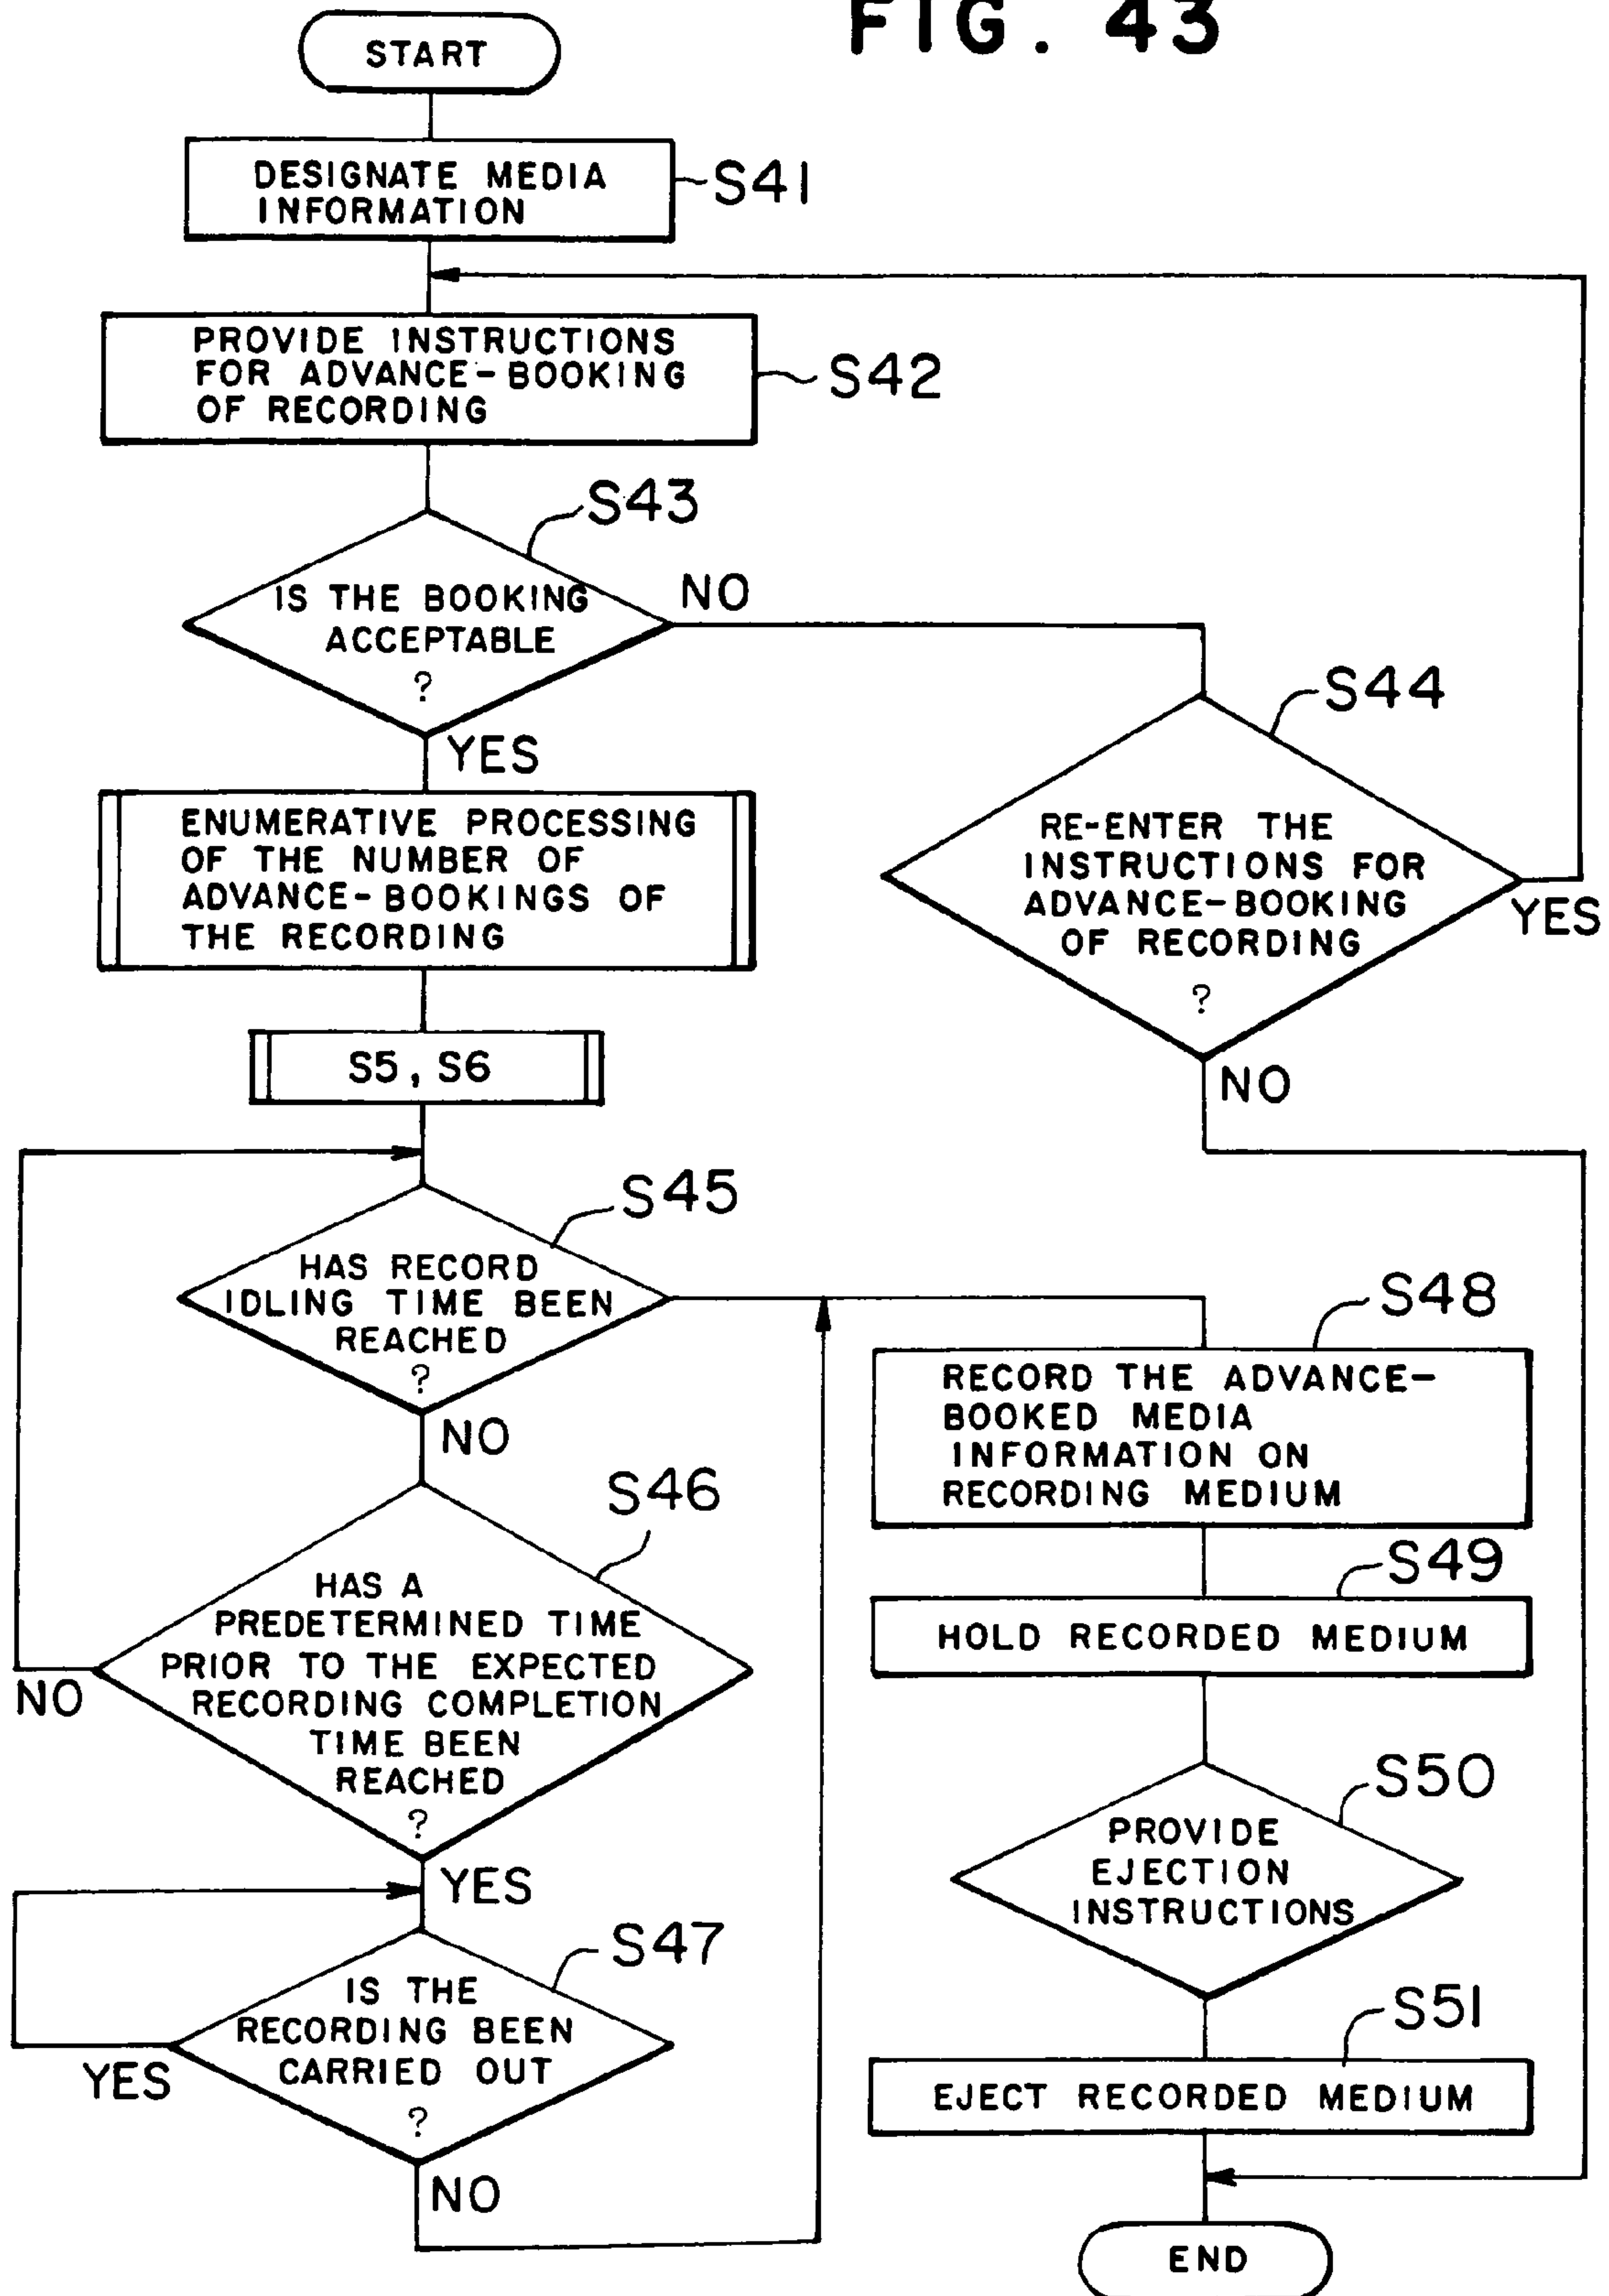 FIG. 43
START
DESIGNATE MEDIA
INFORMATION
S41
PROVIDE INSTRUCTIONS
FOR ADVANCE-BOOKING
OF RECORDING
S42
S43
IS THE BOOKING
ACCEPTABLE
?
NO
YES
S44
RE-ENTER THE
INSTRUCTIONS FOR
ADVANCE-BOOKING
OF RECORDING
?
YES
NO
ENUMERATIVE PROCESSING
OF THE NUMBER OF
ADVANCE-BOOKINGS OF
THE RECORDING
S5, S6
S45
HAS RECORD
IDLING TIME BEEN
REACHED
?
NO
S46
HAS A
PREDETERMINED TIME
PRIOR TO THE EXPECTED
RECORDING COMPLETION
TIME BEEN
REACHED
?
NO
YES
S47
IS THE
RECORDING BEEN
CARRIED OUT
?
YES
NO
S48
RECORD THE ADVANCE-
BOOKED MEDIA
INFORMATION ON
RECORDING MEDIUM
S49
HOLD RECORDED MEDIUM
S50
PROVIDE
EJECTION
INSTRUCTIONS
S51
EJECT RECORDED MEDIUM
END